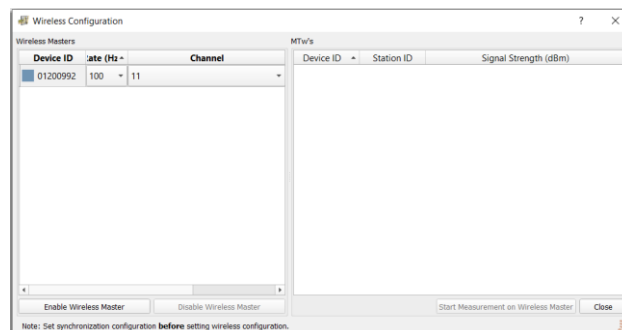 Wireless Configuration
?
Wireless Masters
MTw's
Device ID
ate (Hz
Channel
Device ID
Station ID
Signal Strength (dBm)
01200992
100
11
Enable Wireless Master
Disable Wireless Master
Start Measurement on Wireless Master
Close
Note: Set synchronization configuration before setting wireless configuration.